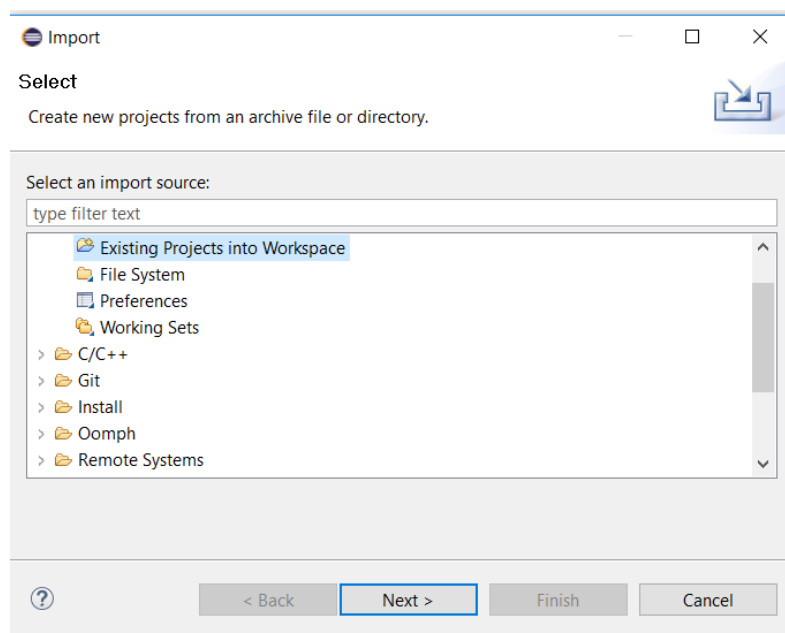 Import
Select
Create new projects from an archive file or directory.
Select an import source:
type filter text
Existing Projects into Workspace
File System
Preferences
Working Sets
> C/C++
> Git
> Install
> Oomph
> Remote Systems
? < Back Next > Finish Cancel